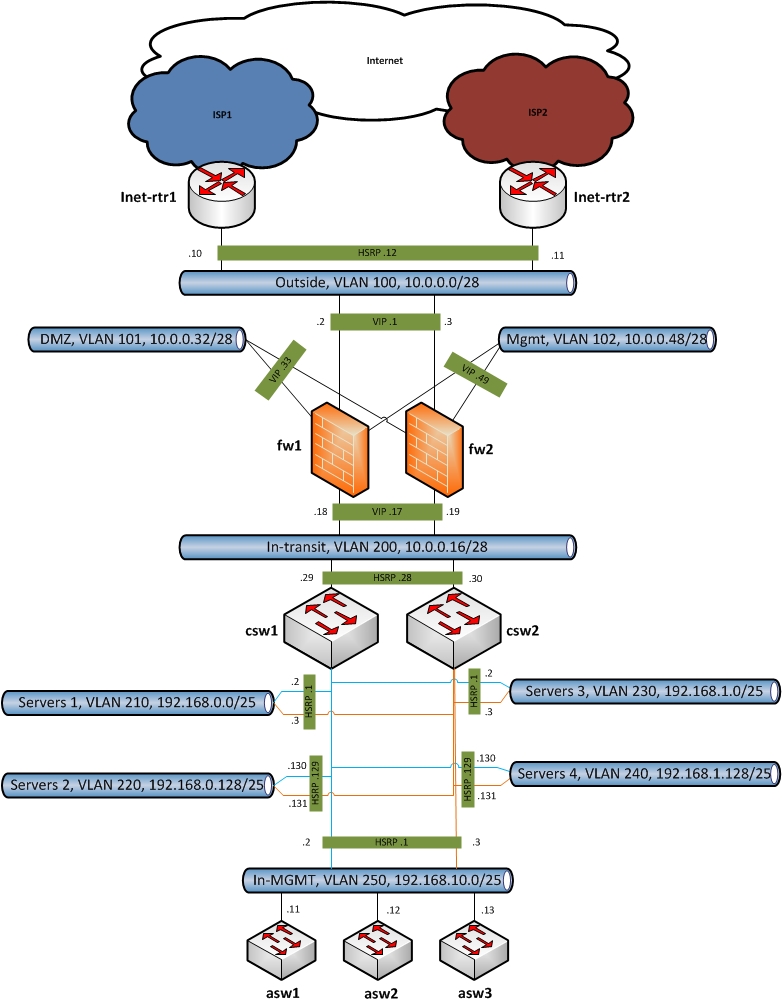 Internet
ISP1
ISP2
Inet-rtr1
Inet-rtr2
.10
HSRP .12
.11
Outside, VLAN 100, 10.0.0.0/28
.2
VIP .1
.3
DMZ, VLAN 101, 10.0.0.32/28
Mgmt, VLAN 102, 10.0.0.48/28
VIP .33
VIP .49
fw1
fw2
.18
VIP .17
.19
In-transit, VLAN 200, 10.0.0.16/28
.29
HSRP .28
.30
csw1
csw2
.2
HSRP .1
HSRP .1
.2
Servers 1, VLAN 210, 192.168.0.0/25
Servers 3, VLAN 230, 192.168.1.0/25
.3
.3
.130
HSRP .129
HSRP .129
.130
Servers 2, VLAN 220, 192.168.0.128/25
Servers 4, VLAN 240, 192.168.1.128/25
.131
.131
.2
HSRP .1
.3
In-MGMT, VLAN 250, 192.168.10.0/25
.11
.12
.13
asw1
asw2
asw3